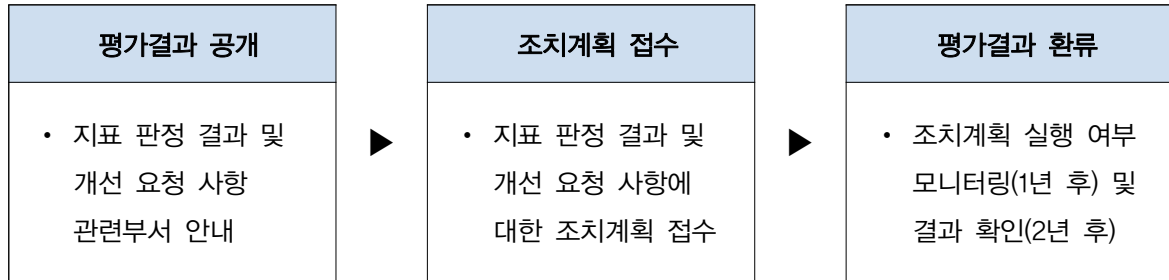 평가결과 공개
• 지표 판정 결과 및
개선 요청 사항
관련부서 안내
▶
조치계획 접수
• 지표 판정 결과 및
개선 요청 사항에
대한 조치계획 접수
▶
평가결과 환류
• 조치계획 실행 여부
모니터링(1년 후) 및
결과 확인(2년 후)